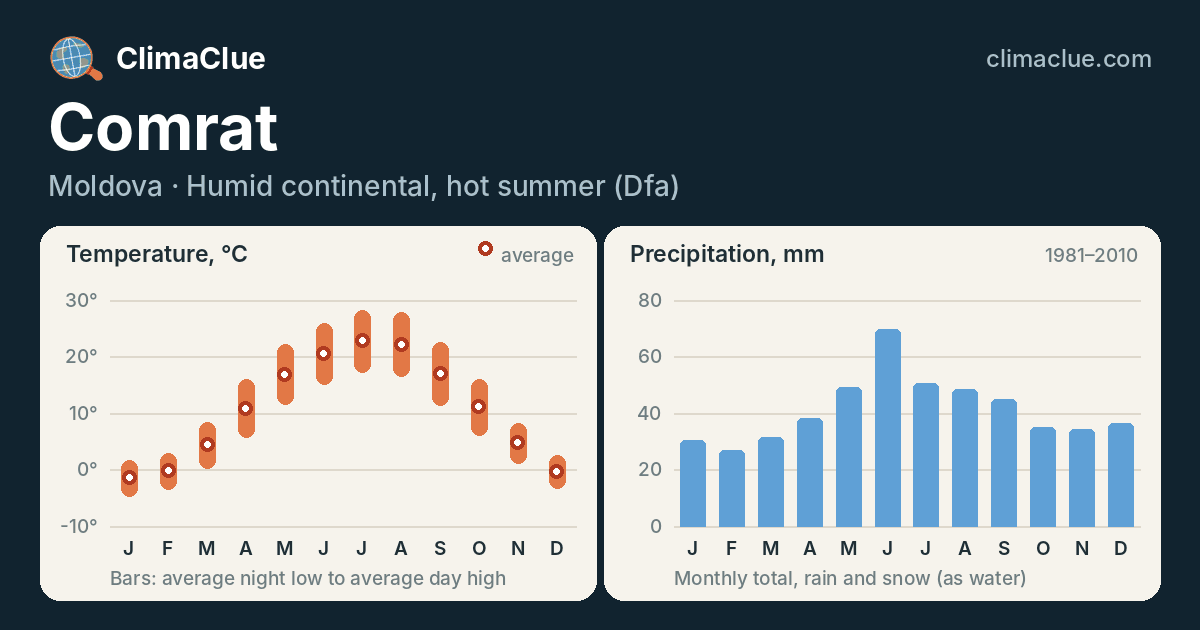 ClimaClue
climaclue.com
Comrat
Moldova · Humid continental, hot summer (Dfa)
Temperature, °C
average
30°
20°
10°
0°
-10°
J F M A M J J A S O N D
Bars: average night low to average day high
Precipitation, mm
1981–2010
80
60
40
20
0
J F M A M J J A S O N D
Monthly total, rain and snow (as water)